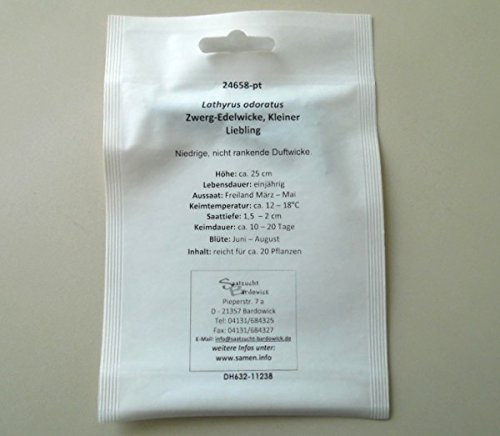 24658-pt
Lathyrus odoratus
Zwerg-Edelwicke, Kleiner
Liebling
Niedrige, nicht rankende Duftwicke.
Höhe: ca. 25 cm
Lebensdauer: einjährig
Aussaat: Freiland März – Mai
Keimtemperatur: ca. 12 – 18°C
Saattiefe: 1,5 – 2 cm
Keimdauer: ca. 10 – 20 Tage
Blüte: Juni – August
Inhalt: reicht für ca. 20 Pflanzen
Saatzucht
Bardowick
Pieperstr. 7 a
D - 21357 Bardowick
Tel: 04131/684325
Fax: 04131/684327
E-Mail: info@saatzucht-bardowick.de
weitere Infos unter:
www.samen.info
DH632-11238